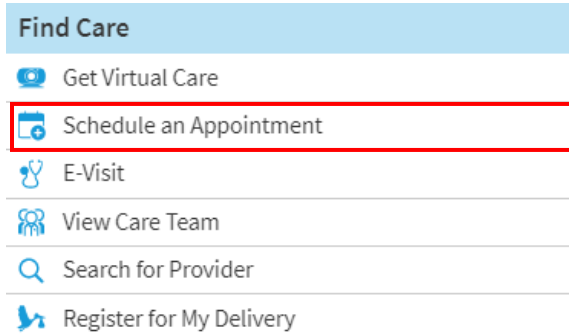 Find Care
Get Virtual Care
Schedule an Appointment
E-Visit
View Care Team
Search for Provider
Register for My Delivery